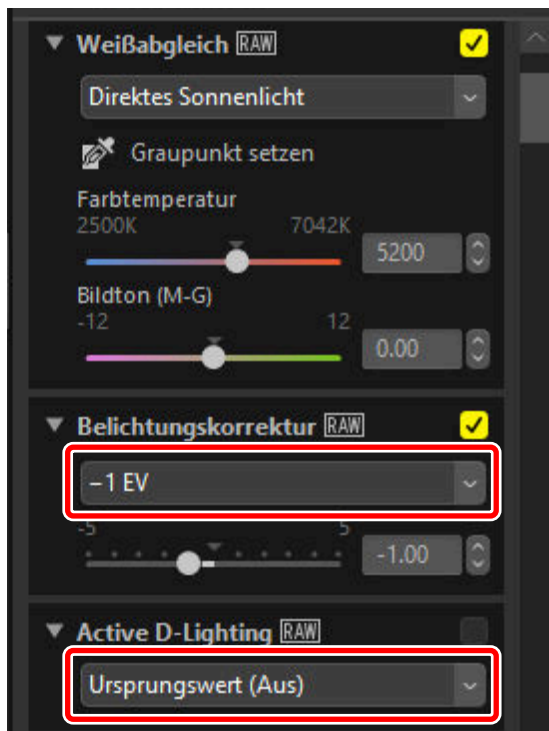 Weißabgleich RAW
Direktes Sonnenlicht
Graupunkt setzen
Farbtemperatur
2500K 7042K
5200
Bildton (M-G)
-12 12
0.00
Belichtungskorrektur RAW
−1 EV
-5 5
-1.00
Active D-Lighting RAW
Ursprungswert (Aus)